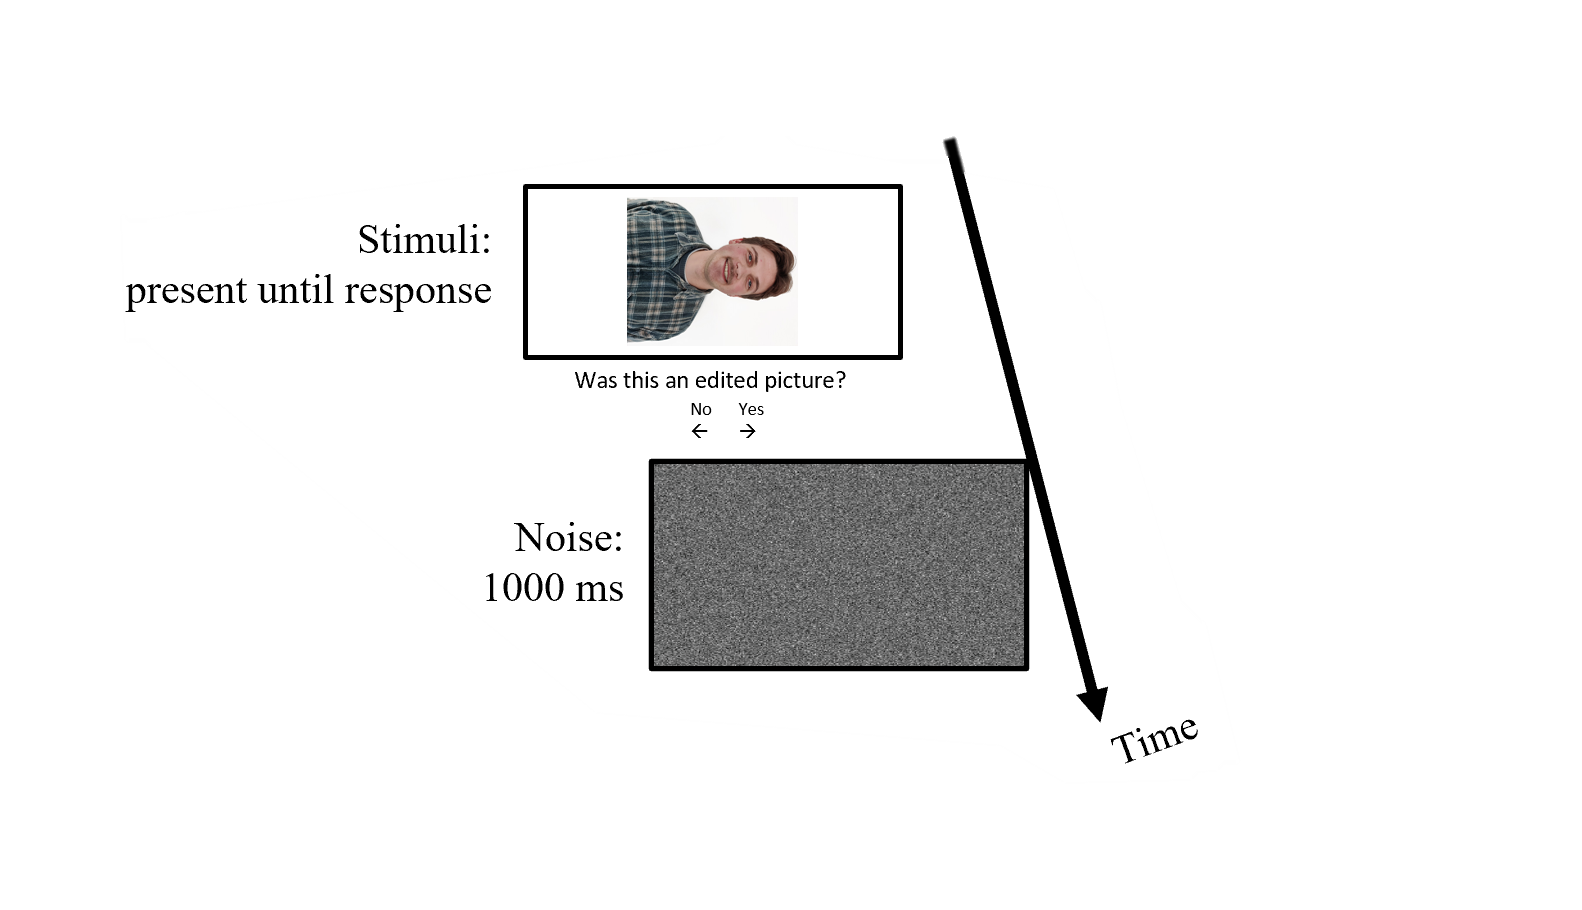 Stimuli:
present until response
Was this an edited picture?
No Yes
← →
Noise:
1000 ms
Time